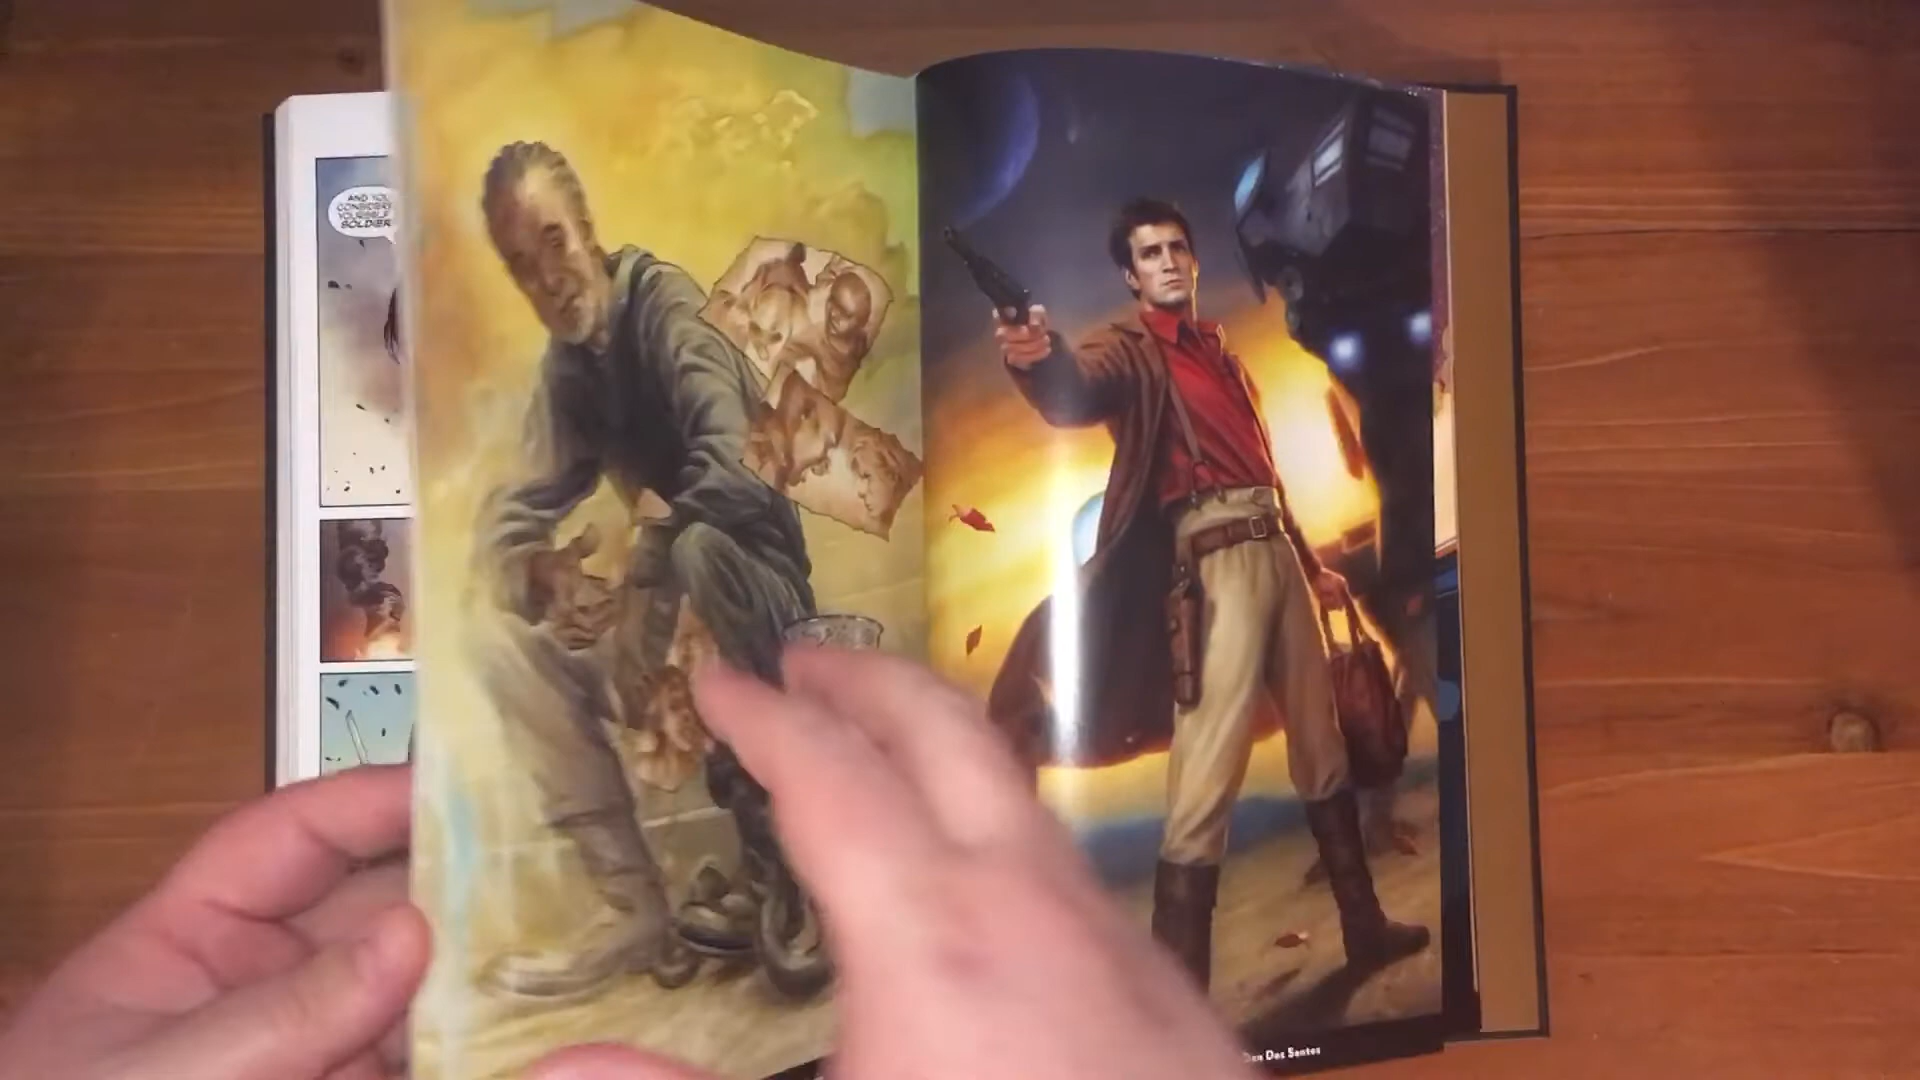 AND YOU
CONSIDER
YOURSELF
SOLDIER
Dan Dos Santos